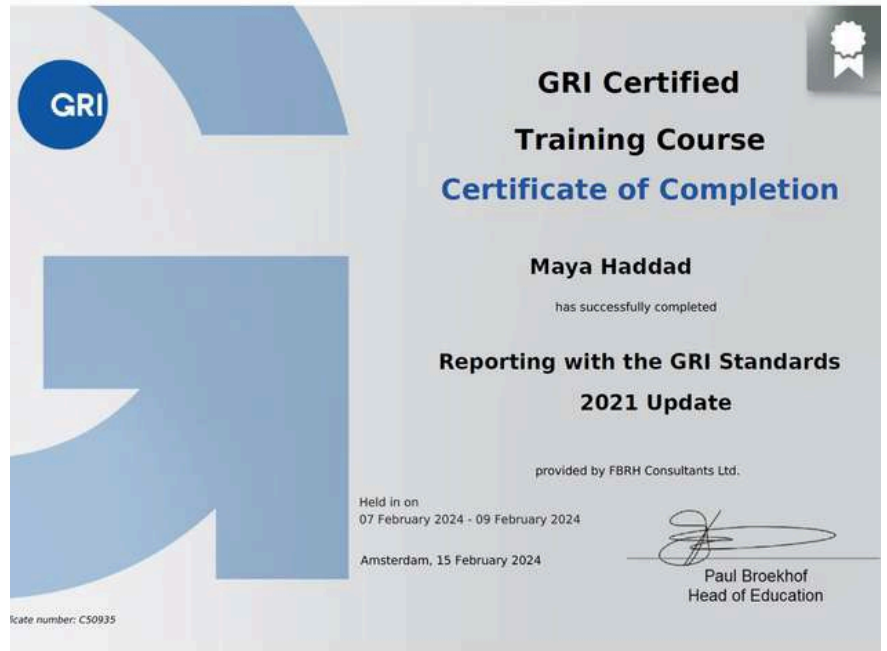 GRI
GRI Certified
Training Course
Certificate of Completion
Maya Haddad
has successfully completed
Reporting with the GRI Standards
2021 Update
provided by FBRH Consultants Ltd.
Held in on
07 February 2024 - 09 February 2024
Amsterdam, 15 February 2024
Paul Broekhof
Head of Education
icate number: C50935